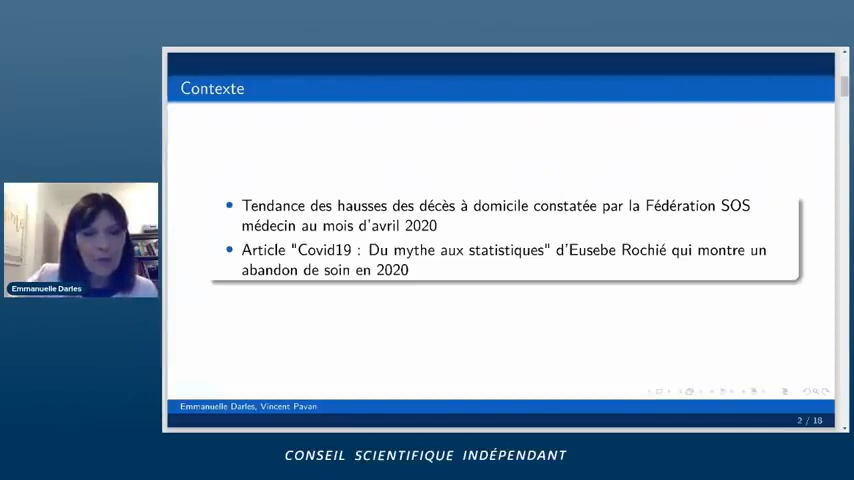 Contexte
Tendance des hausses des décès à domicile constatée par la Fédération SOS
médecin au mois d'avril 2020
Article "Covid19 : Du mythe aux statistiques" d'Eusebe Rochié qui montre un
abandon de soin en 2020
Emmanuelle Darles
Emmanuelle Darles, Vincent Pavan
2 / 18
CONSEIL SCIENTIFIQUE INDÉPENDANT